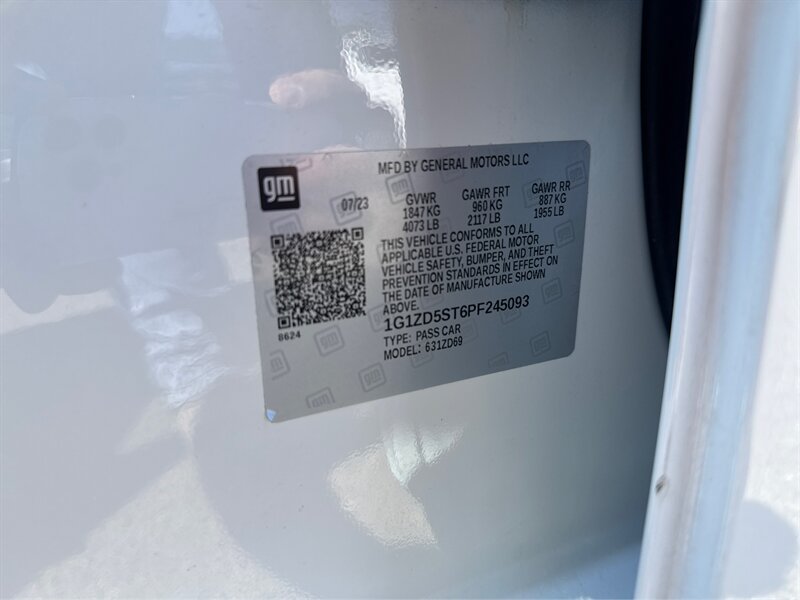 MFD BY GENERAL MOTORS LLC
gm
07/23 GVWR GAWR FRT GAWR RR
1847 KG 960 KG 887 KG
4073 LB 2117 LB 1955 LB
THIS VEHICLE CONFORMS TO ALL
APPLICABLE U.S. FEDERAL MOTOR
VEHICLE SAFETY, BUMPER, AND THEFT
PREVENTION STANDARDS IN EFFECT ON
THE DATE OF MANUFACTURE SHOWN
ABOVE.
8624
1G1ZD5ST6PF245093
TYPE: PASS CAR
MODEL: 631ZD69